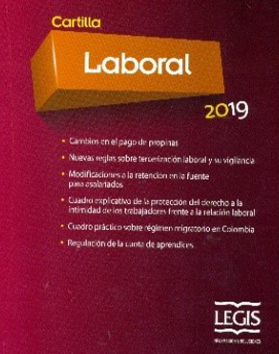 Cartilla
Laboral
2019
• Cambios en el pago de propinas
• Nuevas reglas sobre tercerización laboral y su vigilancia
• Modificaciones a la retención en la fuente
para asalariados
• Cuadro explicativo de la protección del derecho a la
intimidad de los trabajadores frente a la relación laboral
• Cuadro práctico sobre régimen migratorio en Colombia
• Regulación de la cuota de aprendices
LEGIS